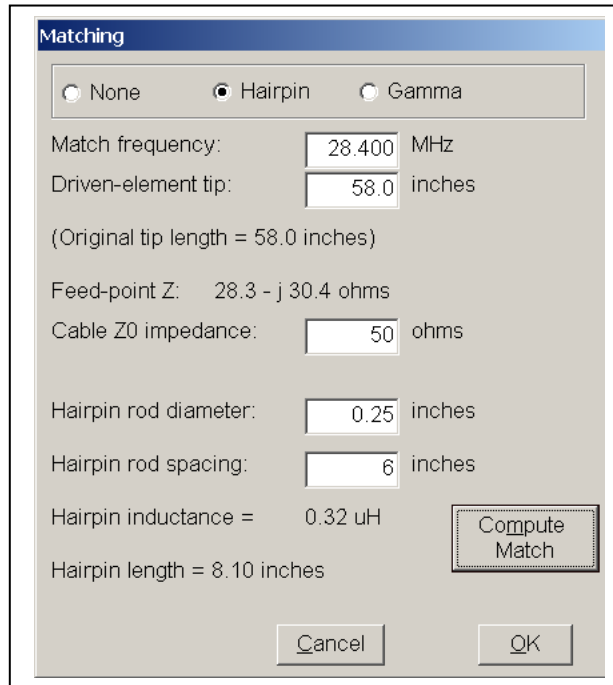 Matching
None Hairpin Gamma
Match frequency: 28.400 MHz
Driven-element tip: 58.0 inches
(Original tip length = 58.0 inches)
Feed-point Z: 28.3 - j 30.4 ohms
Cable Z0 impedance: 50 ohms
Hairpin rod diameter: 0.25 inches
Hairpin rod spacing: 6 inches
Hairpin inductance = 0.32 uH
Hairpin length = 8.10 inches
Compute
Match
Cancel OK